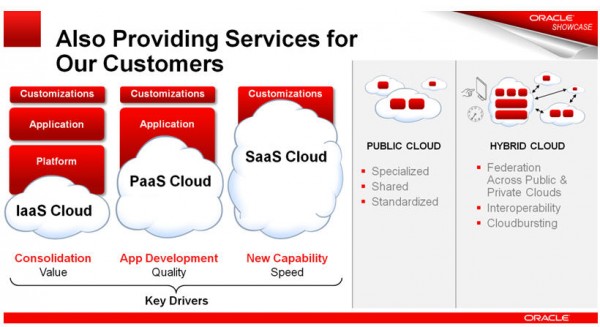 ORACLE
SHOWCASE
Also Providing Services for
Our Customers
Customizations
Application
Platform
IaaS Cloud
Consolidation
Value
Customizations
Application
PaaS Cloud
App Development
Quality
Customizations
SaaS Cloud
New Capability
Speed
Key Drivers
PUBLIC CLOUD
Specialized
Shared
Standardized
HYBRID CLOUD
Federation
Across Public &
Private Clouds
Interoperability
Cloudbursting
ORACLE